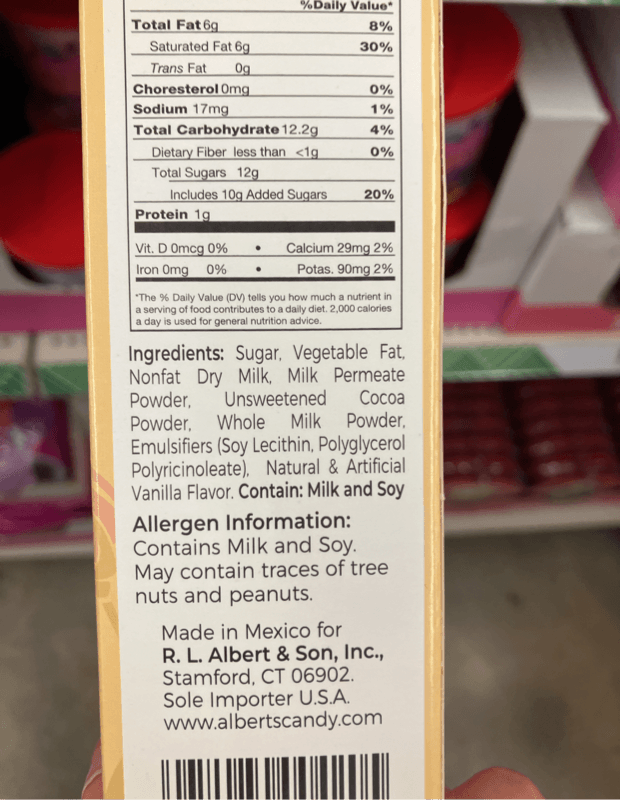 %Daily Value*
Total Fat 6g 8%
Saturated Fat 6g 30%
Trans Fat 0g
Choresterol 0mg 0%
Sodium 17mg 1%
Total Carbohydrate 12.2g 4%
Dietary Fiber less than <1g 0%
Total Sugars 12g
Includes 10g Added Sugars 20%
Protein 1g
Vit. D 0mcg 0% • Calcium 29mg 2%
Iron 0mg 0% • Potas. 90mg 2%
*The % Daily Value (DV) tells you how much a nutrient in
a serving of food contributes to a daily diet. 2,000 calories
a day is used for general nutrition advice.
Ingredients: Sugar, Vegetable Fat,
Nonfat Dry Milk, Milk Permeate
Powder, Unsweetened Cocoa
Powder, Whole Milk Powder,
Emulsifiers (Soy Lecithin, Polyglycerol
Polyricinoleate), Natural & Artificial
Vanilla Flavor. Contain: Milk and Soy
Allergen Information:
Contains Milk and Soy.
May contain traces of tree
nuts and peanuts.
Made in Mexico for
R. L. Albert & Son, Inc.,
Stamford, CT 06902.
Sole Importer U.S.A.
www.albertscandy.com